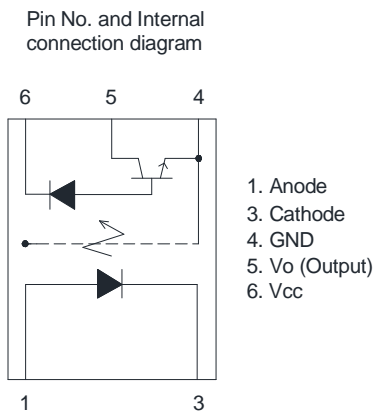 Pin No. and Internal
connection diagram
6 5 4
1. Anode
3. Cathode
4. GND
5. Vo (Output)
6. Vcc
1 3